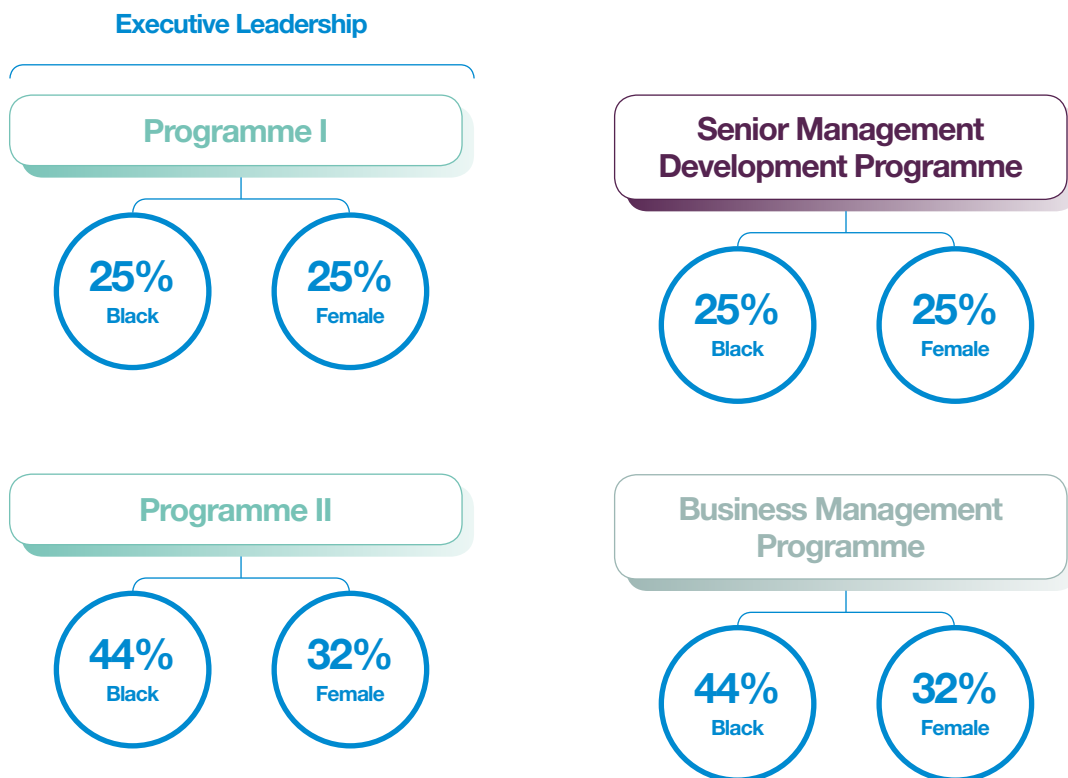 Executive Leadership
Programme I
25%
Black
25%
Female
Senior Management
Development Programme
25%
Black
25%
Female
Programme II
44%
Black
32%
Female
Business Management
Programme
44%
Black
32%
Female